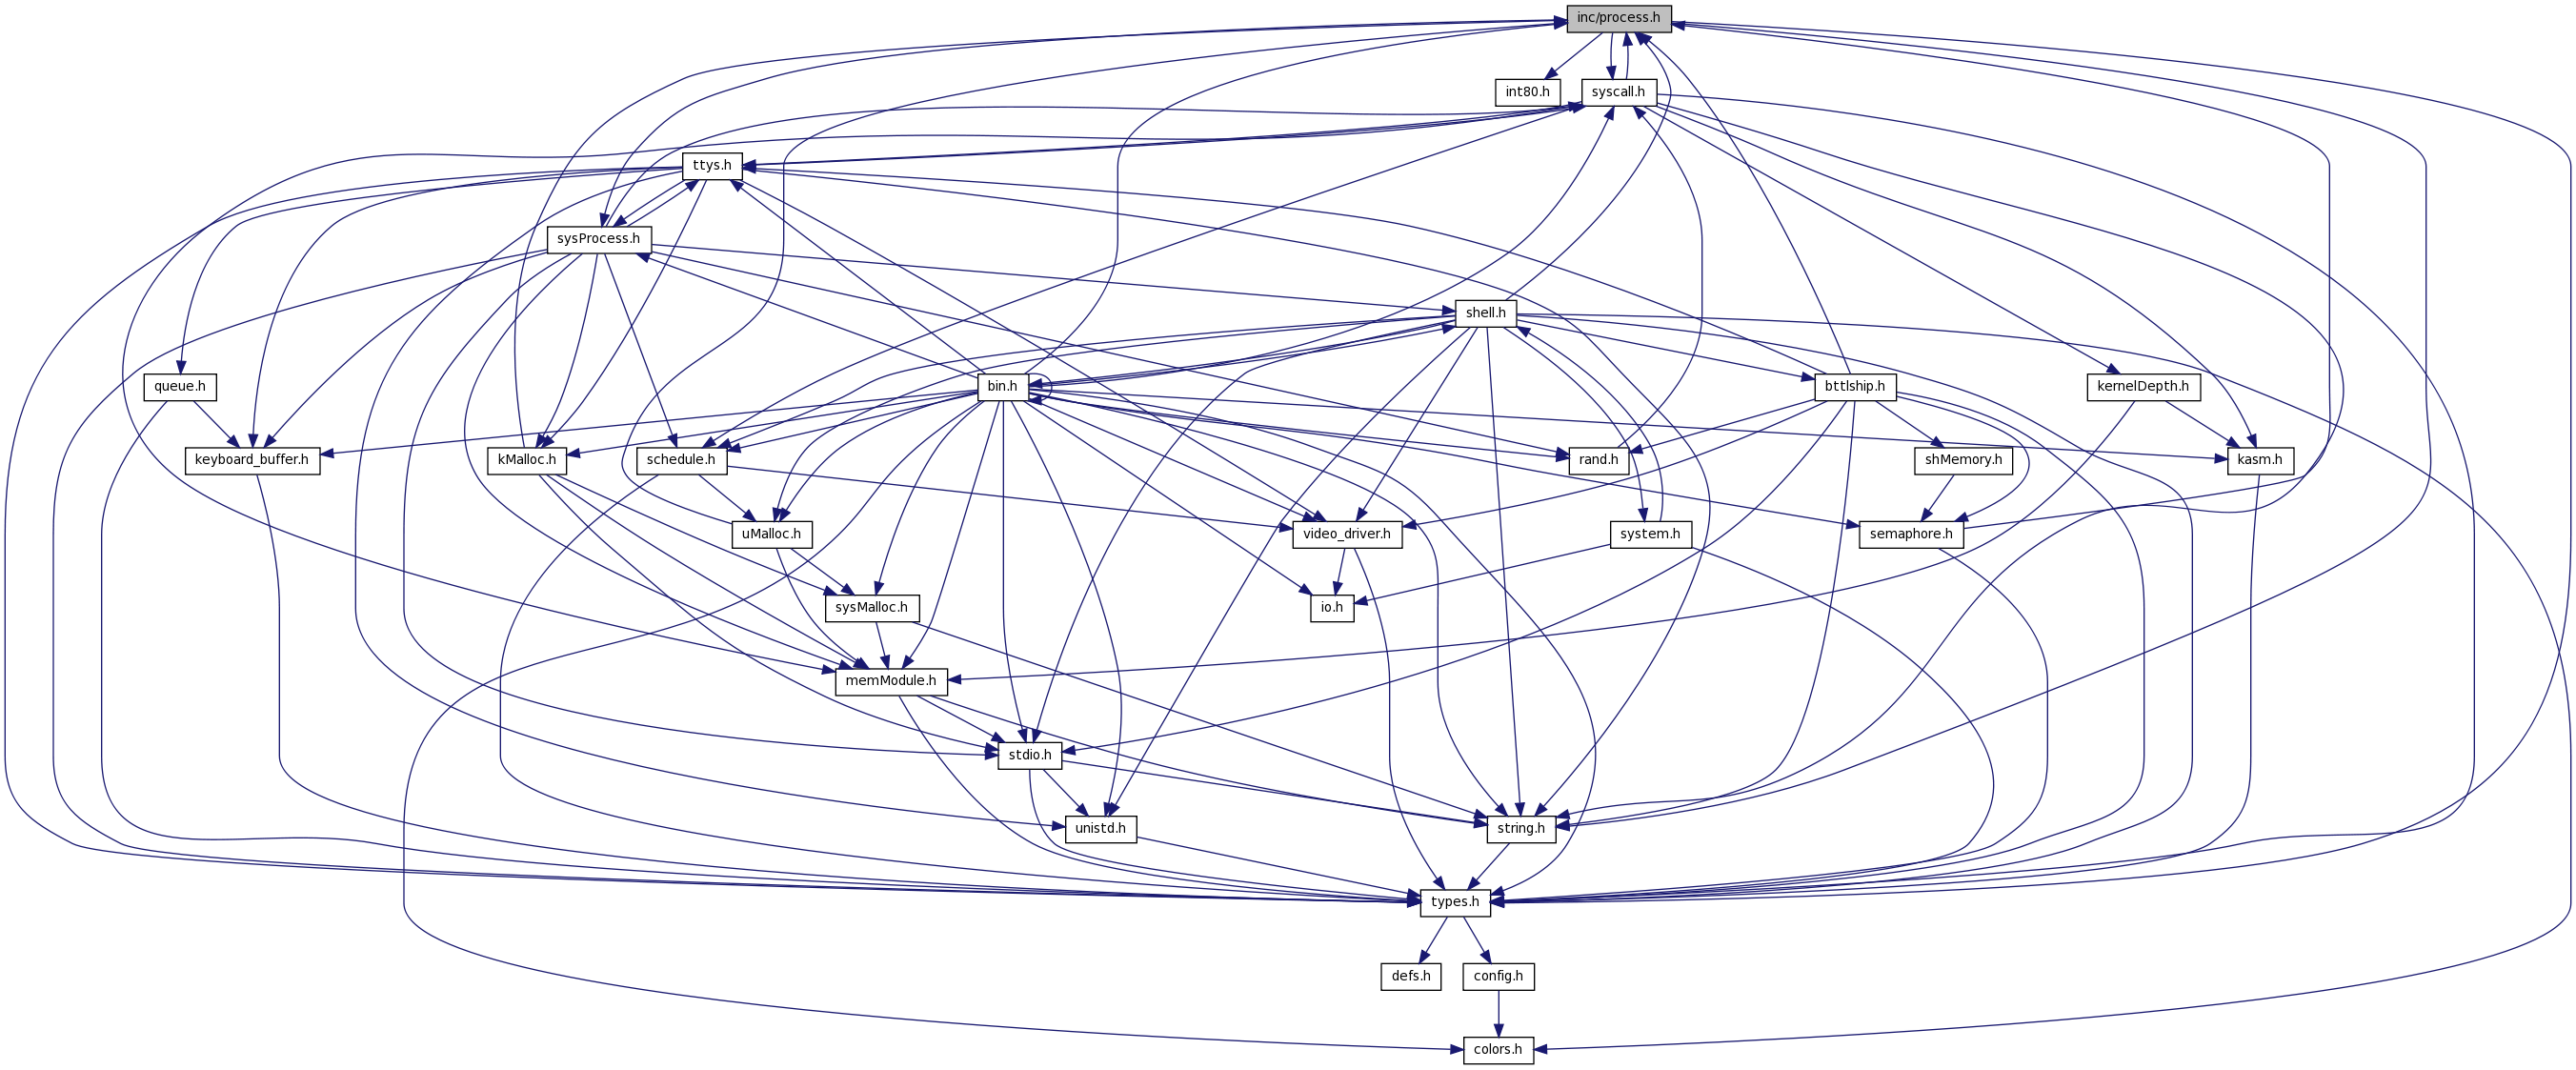 inc/process.h
int80.h
syscall.h
ttys.h
sysProcess.h
shell.h
queue.h
bin.h
bttlship.h
kernelDepth.h
keyboard_buffer.h
kMalloc.h
schedule.h
rand.h
shMemory.h
kasm.h
uMalloc.h
video_driver.h
system.h
semaphore.h
sysMalloc.h
io.h
memModule.h
stdio.h
unistd.h
string.h
types.h
defs.h
config.h
colors.h